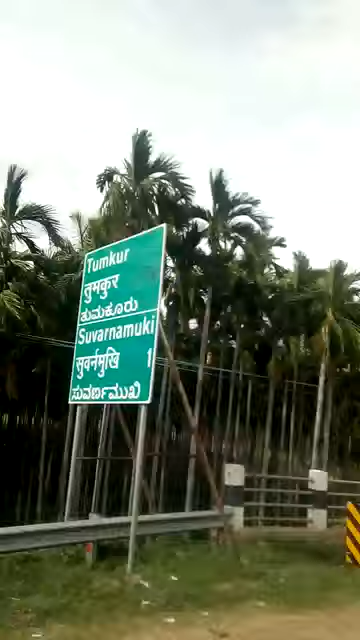 Tumkur
तुमकुर
ತುಮಕೂರು
Suvarnamuki
सुवर्नमुखि 1
ಸುವರ್ಣಮುಖಿ